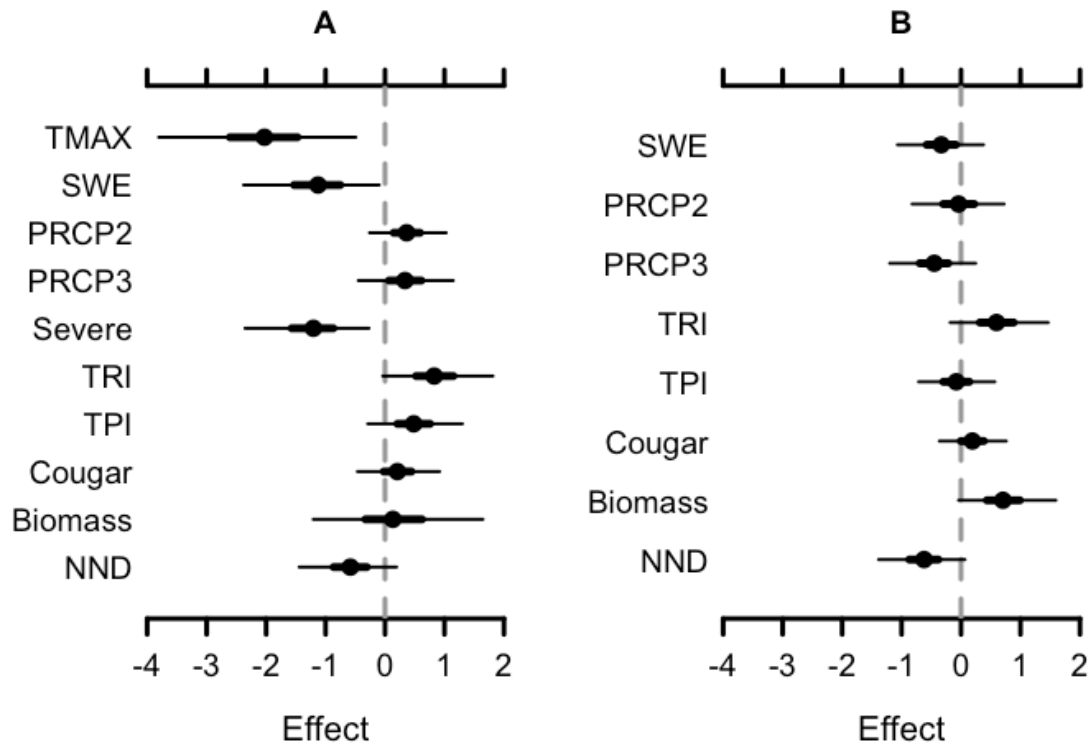 A
TMAX
SWE
PRCP2
PRCP3
Severe
TRI
TPI
Cougar
Biomass
NND
-4 -3 -2 -1 0 1 2
Effect
B
SWE
PRCP2
PRCP3
TRI
TPI
Cougar
Biomass
NND
-4 -3 -2 -1 0 1 2
Effect